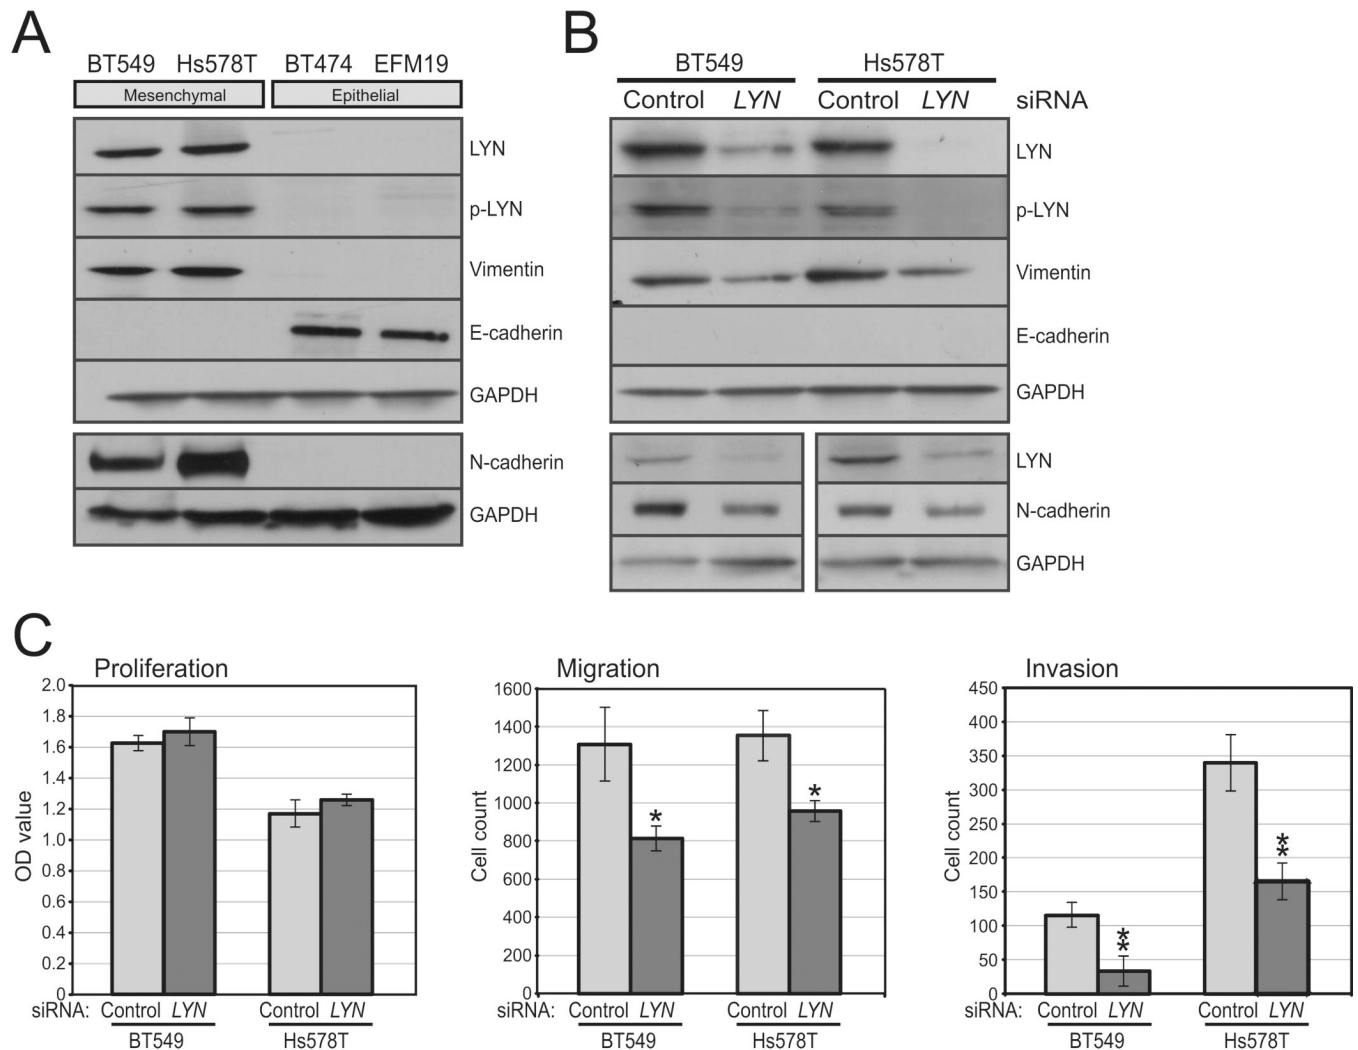 A
BT549 Hs578T BT474 EFM19
Mesenchymal Epithelial
LYN
p-LYN
Vimentin
E-cadherin
GAPDH
N-cadherin
GAPDH
B
BT549 Hs578T
Control LYN Control LYN siRNA
LYN
p-LYN
Vimentin
E-cadherin
GAPDH
LYN
N-cadherin
GAPDH
C
Proliferation
OD value
2.0
1.8
1.6
1.4
1.2
1.0
0.8
0.6
0.4
0.2
0
siRNA: Control LYN Control LYN
BT549 Hs578T
Migration
Cell count
1600
1400
1200
1000
800
600
400
200
0
* *
siRNA: Control LYN Control LYN
BT549 Hs578T
Invasion
Cell count
450
400
350
300
250
200
150
100
50
0
** **
siRNA: Control LYN Control LYN
BT549 Hs578T